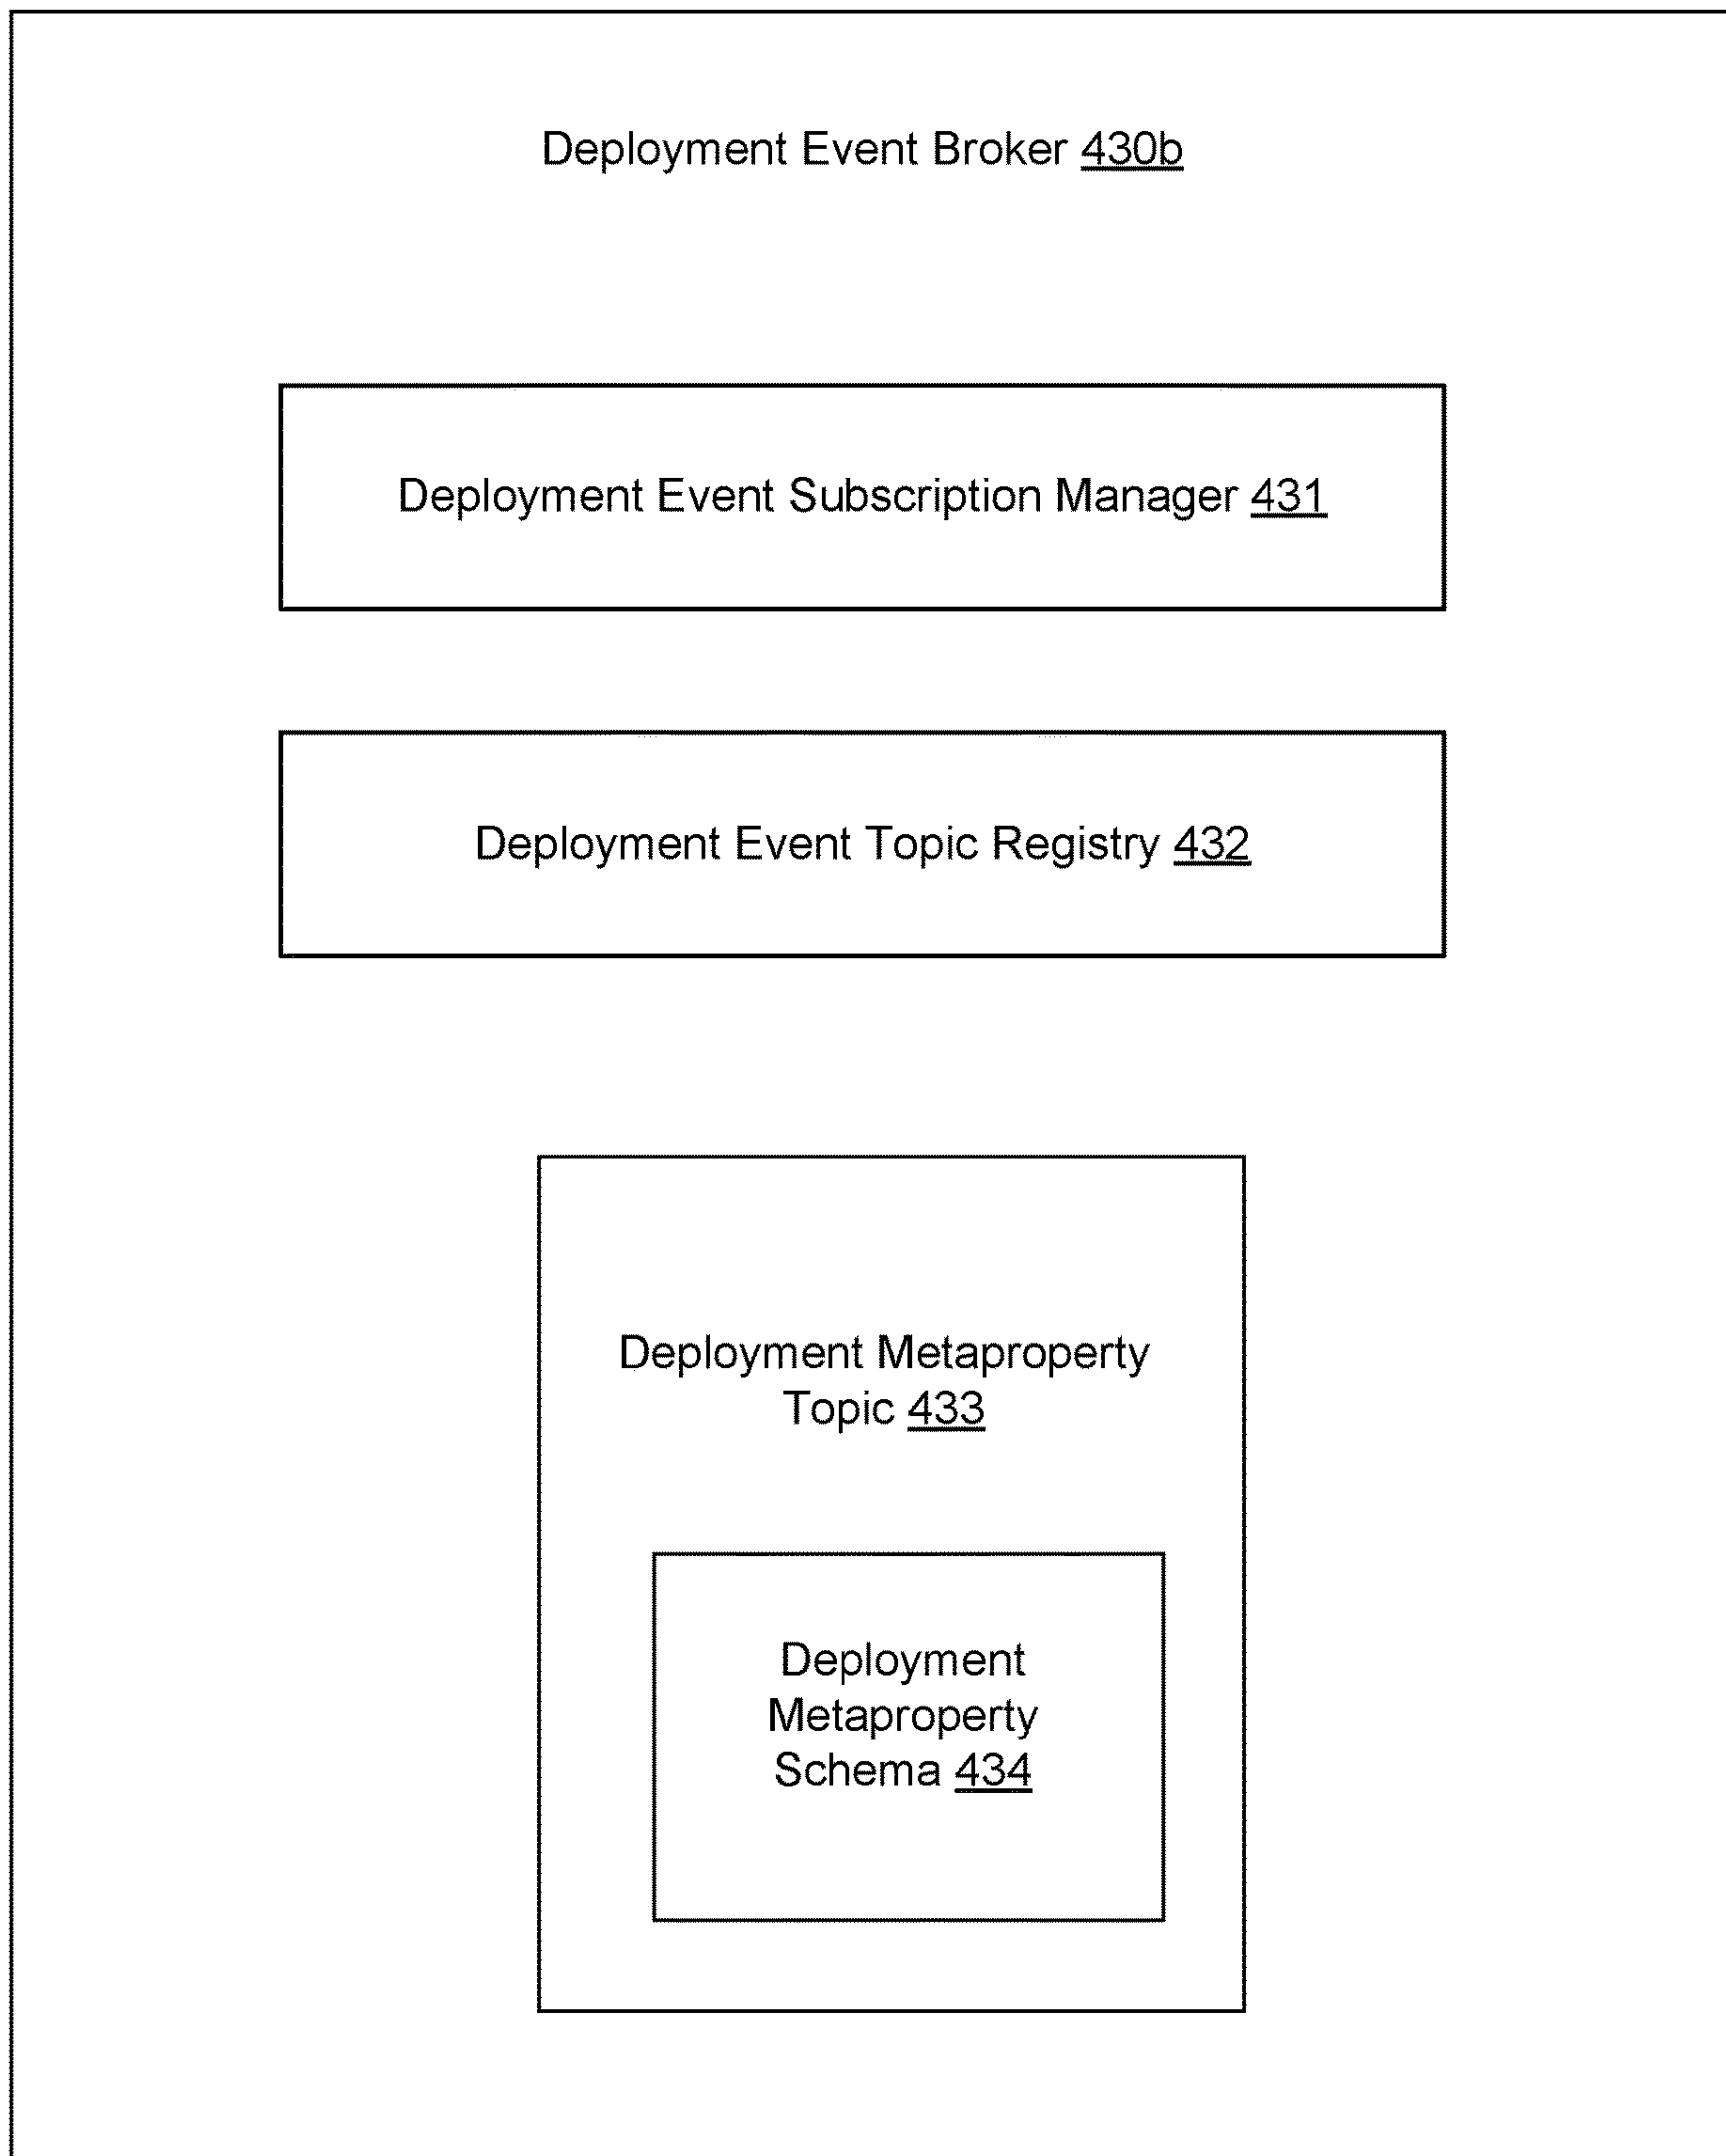 Deployment Event Broker 430b
Deployment Event Subscription Manager 431
Deployment Event Topic Registry 432
Deployment Metaproperty
Topic 433
Deployment
Metaproperty
Schema 434